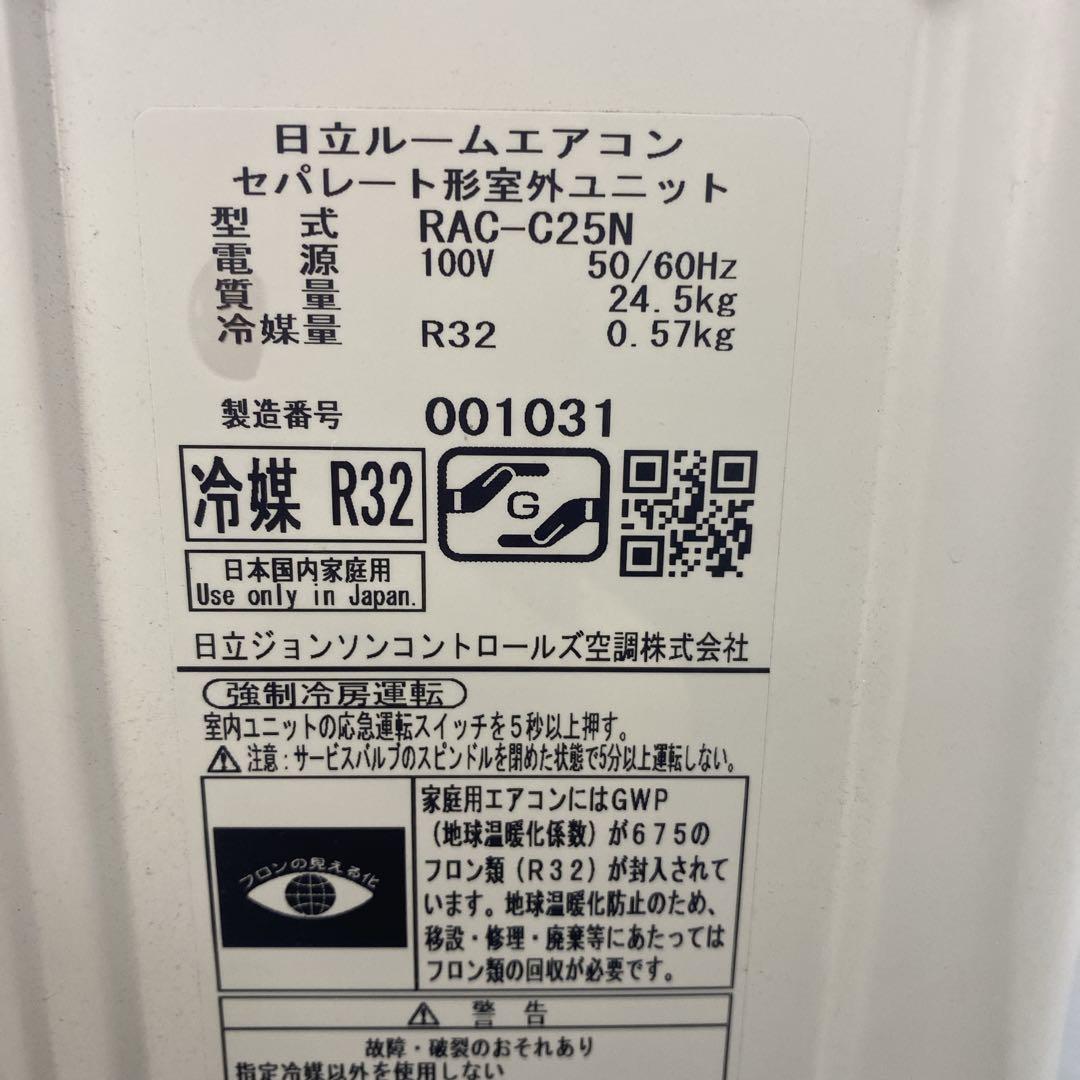 日立ルームエアコン
セパレート形室外ユニット
型 式 RAC-C25N
電 源 100V 50/60Hz
質 量 24.5kg
冷媒量 R32 0.57kg
製造番号 001031
冷媒 R32
G
日本国内家庭用
Use only in Japan.
日立ジョンソンコントロールズ空調株式会社
強制冷房運転
室内ユニットの応急運転スイッチを5秒以上押す。
注意:サービスバルブのスピンドルを閉めた状態で5分以上運転しない。
フロンの見える化
家庭用エアコンにはGWP
(地球温暖化係数)が675の
フロン類(R32)が封入されて
います。地球温暖化防止のため、
移設・修理・廃棄等にあたっては
フロン類の回収が必要です。
警 告
故障・破裂のおそれあり
指定冷媒以外を使用しない